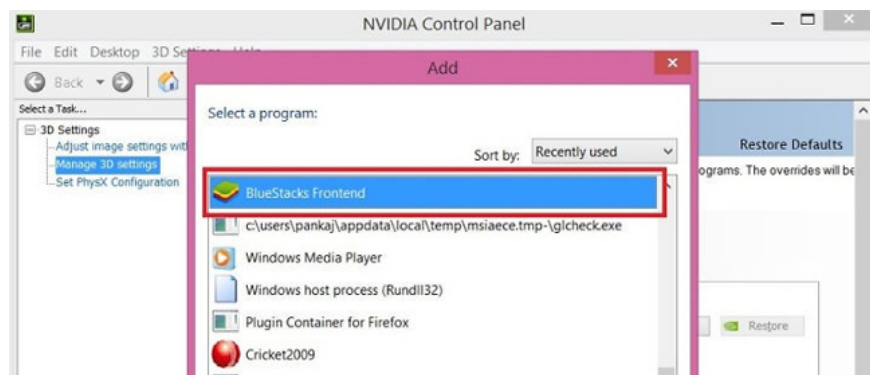 NVIDIA Control Panel
File Edit Desktop 3D Settings Help
Add
Back
Select a Task...
Select a program:
3D Settings
Adjust image settings with
Restore Defaults
Sort by: Recently used
Manage 3D settings
ograms. The overrides will be
Set PhysX Configuration
BlueStacks Frontend
c:\users\pankaj\appdata\local\temp\msiaece.tmp-\glcheck.exe
Windows Media Player
Windows host process (Rundll32)
Plugin Container for Firefox
Restore
Cricket2009